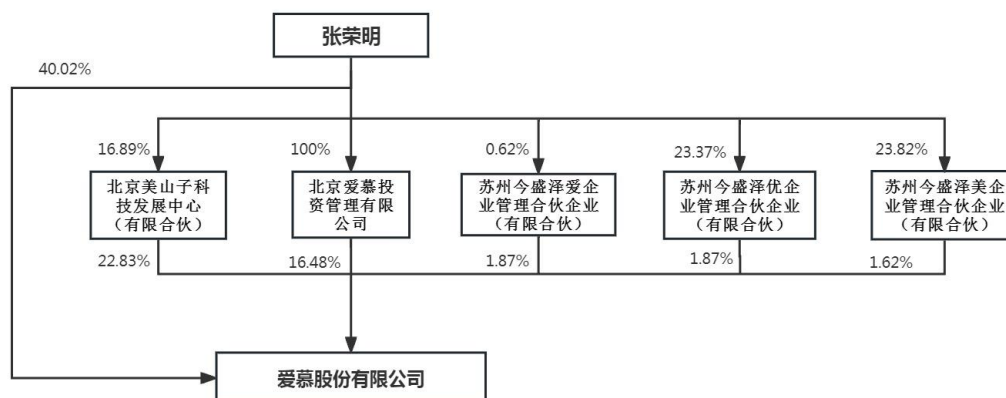 张荣明
40.02%
16.89%
100%
0.62%
23.37%
23.82%
北京美山子科
技发展中心
（有限合伙）
北京爱慕投
资管理有限
公司
苏州今盛泽爱企
业管理合伙企业
（有限合伙）
苏州今盛泽优企
业管理合伙企业
（有限合伙）
苏州今盛泽美企
业管理合伙企业
（有限合伙）
22.83%
16.48%
1.87%
1.87%
1.62%
爱慕股份有限公司